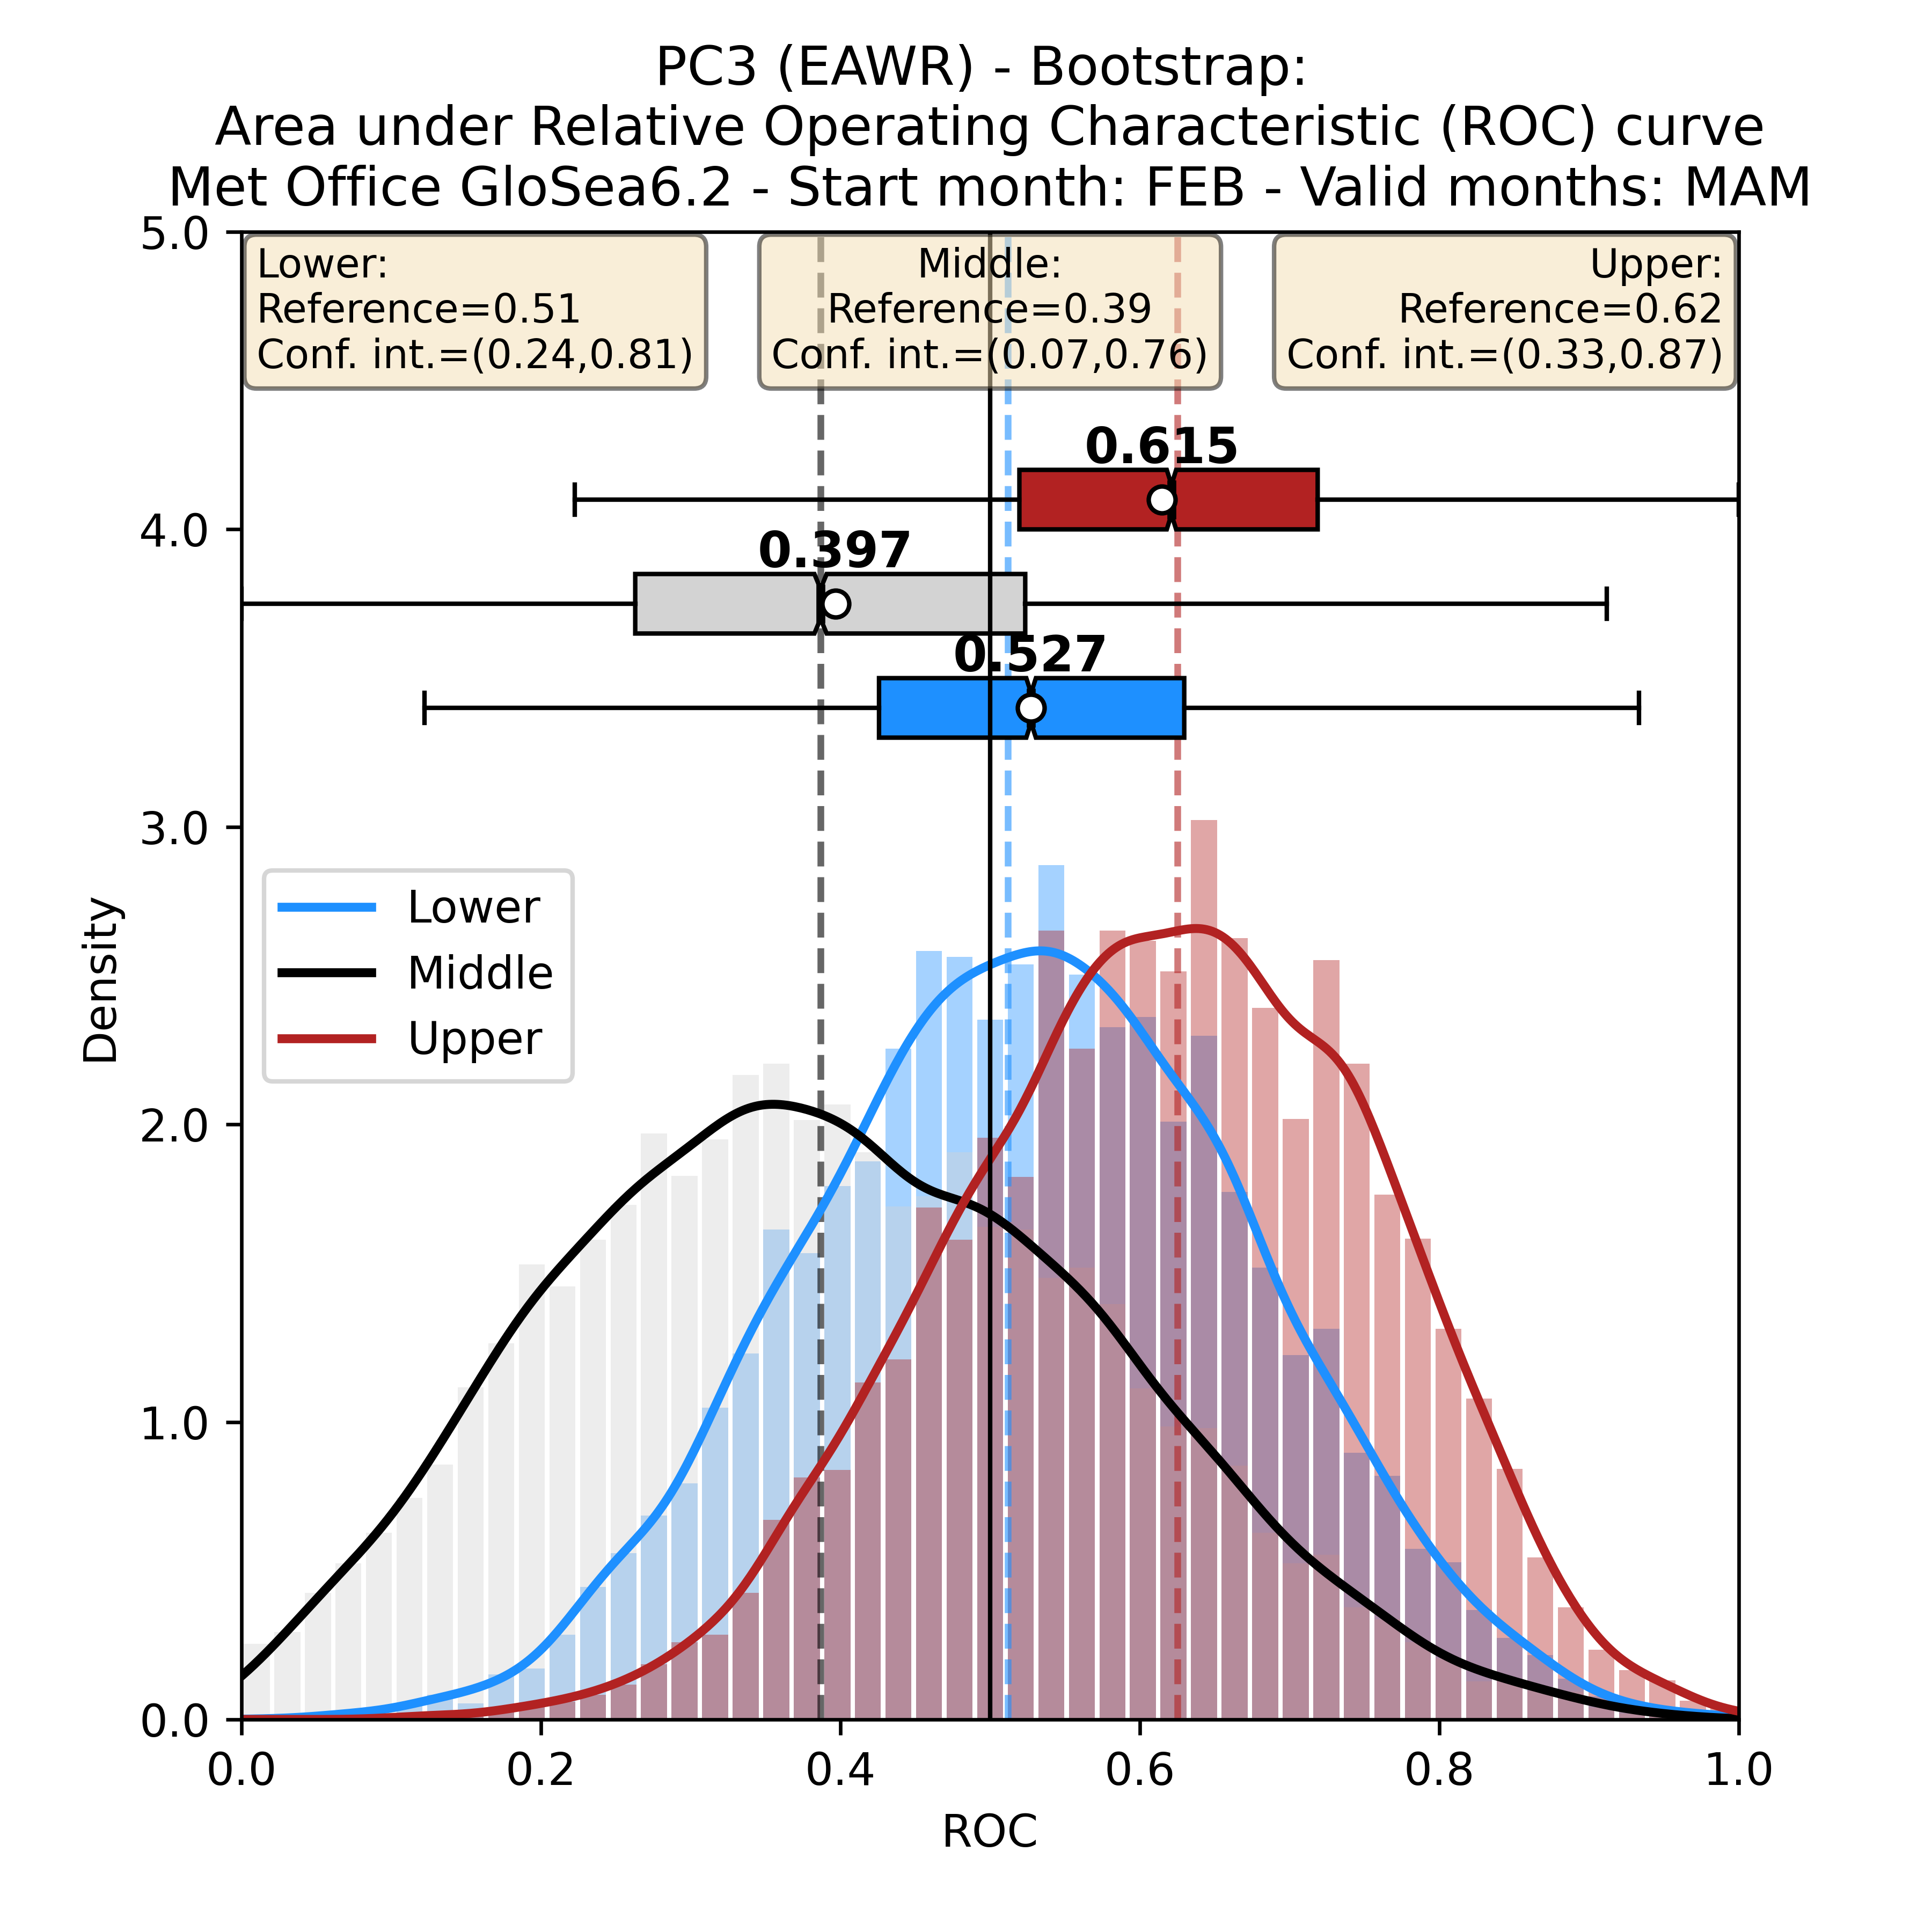 PC3 (EAWR) - Bootstrap:
Area under Relative Operating Characteristic (ROC) curve
Met Office GloSea6.2 - Start month: FEB - Valid months: MAM
Lower:
Reference=0.51
Conf. int.=(0.24,0.81)
Middle:
Reference=0.39
Conf. int.=(0.07,0.76)
Upper:
Reference=0.62
Conf. int.=(0.33,0.87)
0.615
0.397
0.527
Lower
Middle
Upper
Density
5.0
4.0
3.0
2.0
1.0
0.0
0.0
0.2
0.4
0.6
0.8
1.0
ROC